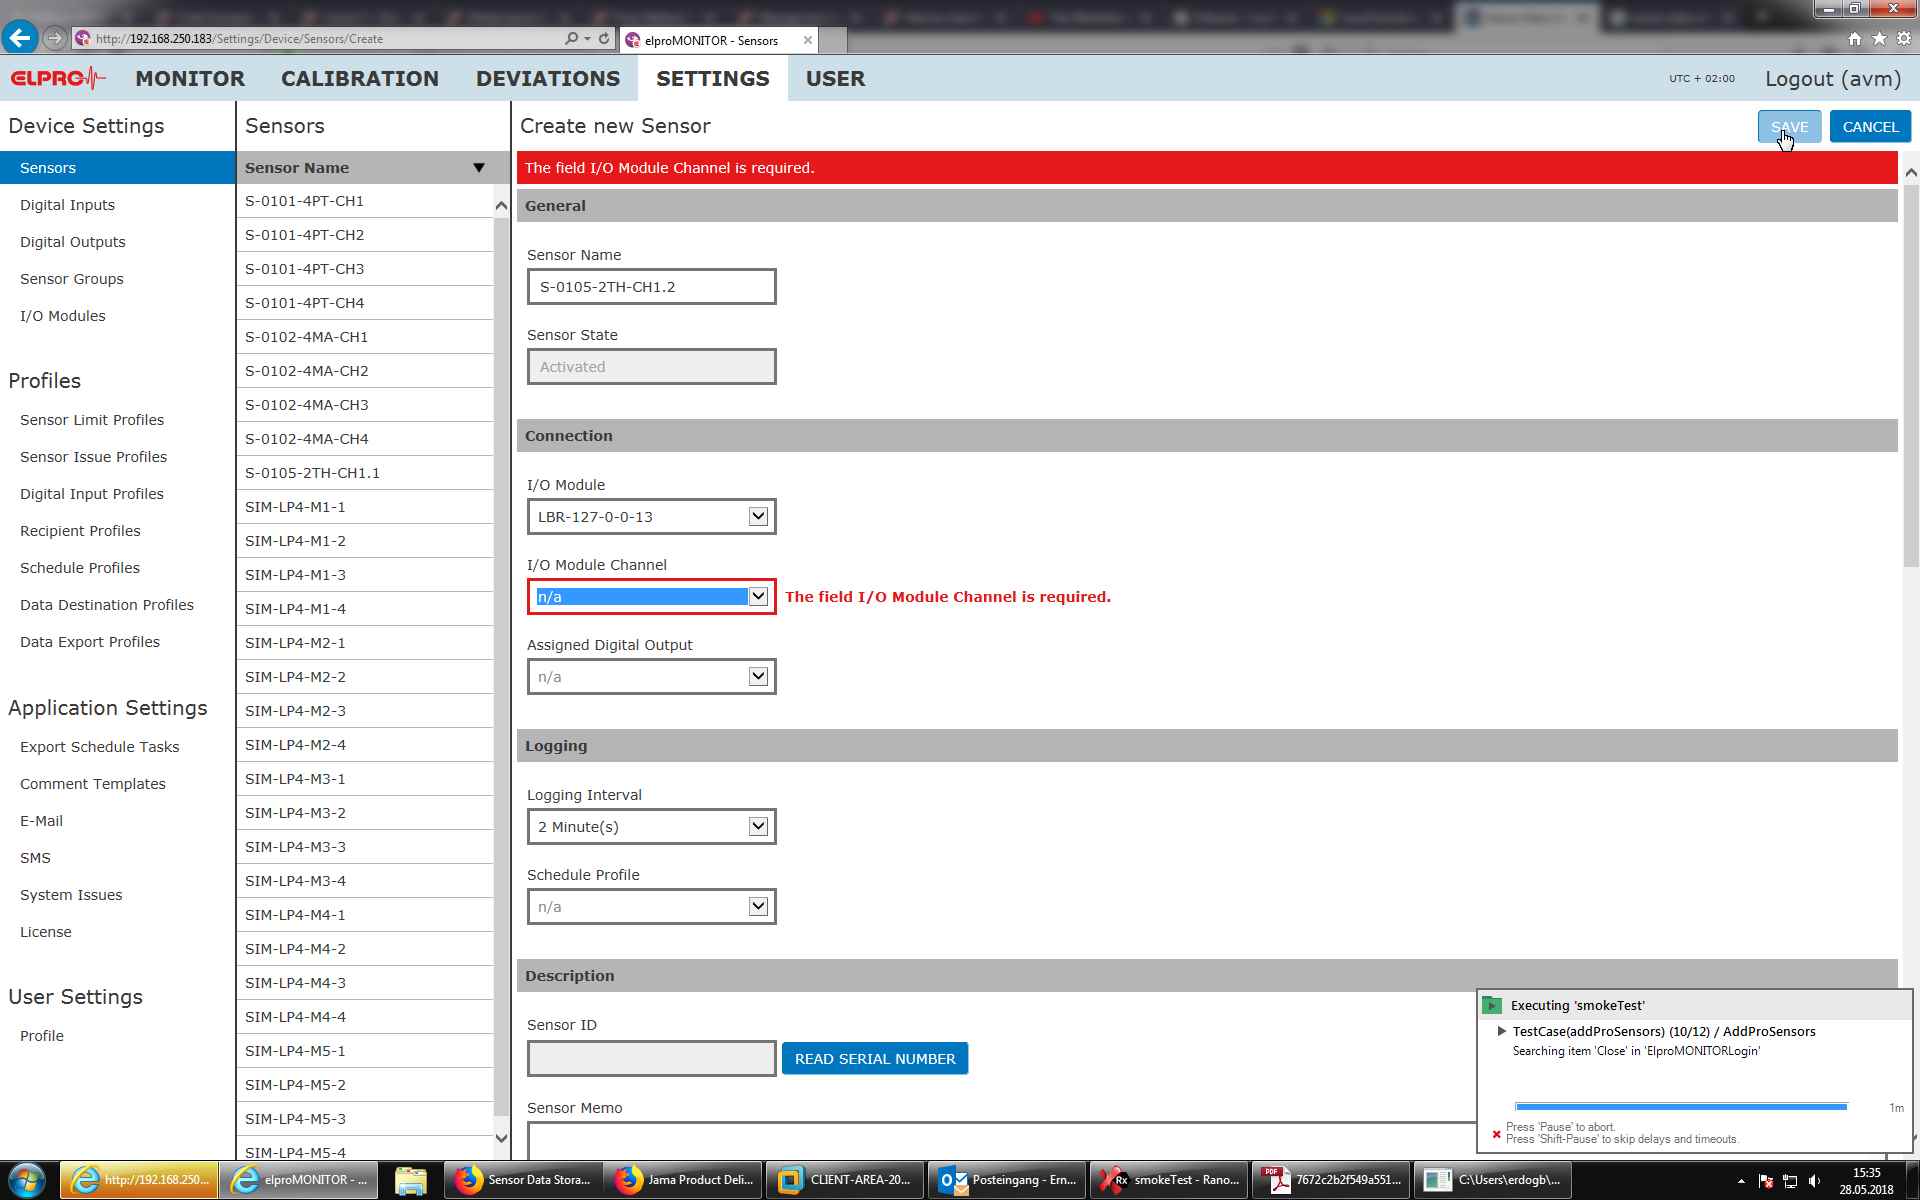 http://192.168.250.183/Settings/Device/Sensors/Create
elproMONITOR - Sensors
ELPRO
MONITOR
CALIBRATION
DEVIATIONS
SETTINGS
USER
UTC + 02:00
Logout (avm)
Device Settings
Sensors
Digital Inputs
Digital Outputs
Sensor Groups
I/O Modules
Profiles
Sensor Limit Profiles
Sensor Issue Profiles
Digital Input Profiles
Recipient Profiles
Schedule Profiles
Data Destination Profiles
Data Export Profiles
Application Settings
Export Schedule Tasks
Comment Templates
E-Mail
SMS
System Issues
License
User Settings
Profile
Sensors
Sensor Name
S-0101-4PT-CH1
S-0101-4PT-CH2
S-0101-4PT-CH3
S-0101-4PT-CH4
S-0102-4MA-CH1
S-0102-4MA-CH2
S-0102-4MA-CH3
S-0102-4MA-CH4
S-0105-2TH-CH1.1
SIM-LP4-M1-1
SIM-LP4-M1-2
SIM-LP4-M1-3
SIM-LP4-M1-4
SIM-LP4-M2-1
SIM-LP4-M2-2
SIM-LP4-M2-3
SIM-LP4-M2-4
SIM-LP4-M3-1
SIM-LP4-M3-2
SIM-LP4-M3-3
SIM-LP4-M3-4
SIM-LP4-M4-1
SIM-LP4-M4-2
SIM-LP4-M4-3
SIM-LP4-M4-4
SIM-LP4-M5-1
SIM-LP4-M5-2
SIM-LP4-M5-3
SIM-LP4-M5-4
Create new Sensor
SAVE
CANCEL
The field I/O Module Channel is required.
General
Sensor Name
S-0105-2TH-CH1.2
Sensor State
Activated
Connection
I/O Module
LBR-127-0-0-13
I/O Module Channel
n/a
The field I/O Module Channel is required.
Assigned Digital Output
n/a
Logging
Logging Interval
2 Minute(s)
Schedule Profile
n/a
Description
Sensor ID
READ SERIAL NUMBER
Sensor Memo
Executing 'smokeTest'
TestCase(addProSensors) (10/12) / AddProSensors
Searching item 'Close' in 'ElproMONITORLogin'
1m
Press 'Pause' to abort.
Press 'Shift-Pause' to skip delays and timeouts.
http://192.168.250...
elproMONITOR - ...
Sensor Data Stora...
Jama Product Deli...
CLIENT-AREA-20...
Posteingang - Ern...
Rx
smokeTest - Rano...
PDF
7672c2b2f549a551...
C:\Users\erdogb\...
15:35
28.05.2018